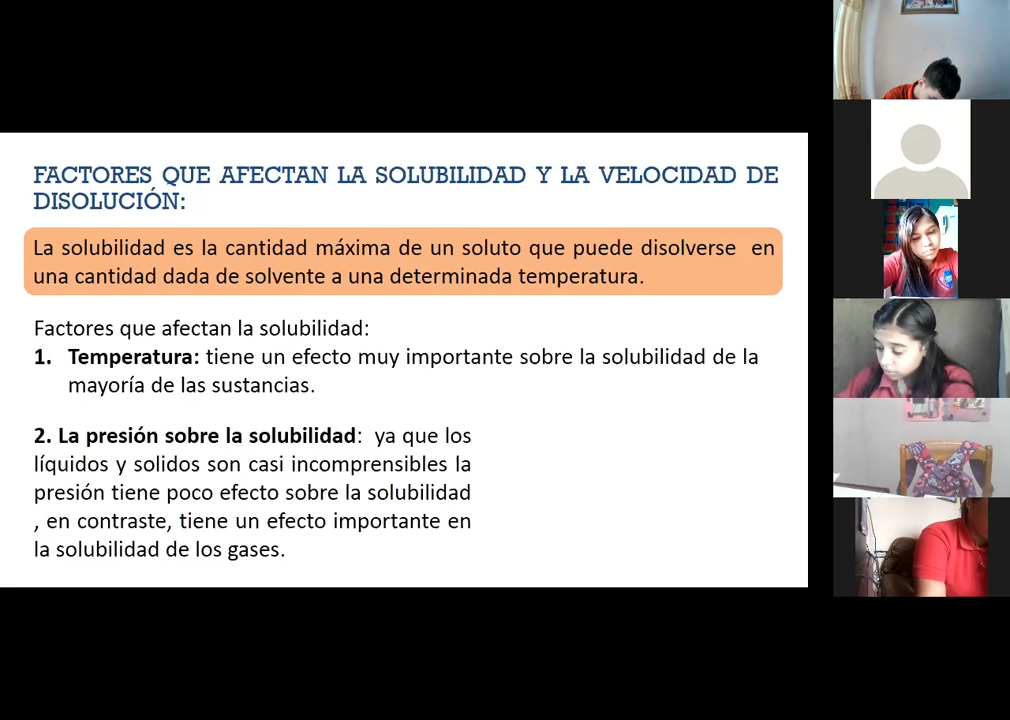 FACTORES QUE AFECTAN LA SOLUBILIDAD Y LA VELOCIDAD DE
DISOLUCIÓN:
La solubilidad es la cantidad máxima de un soluto que puede disolverse en
una cantidad dada de solvente a una determinada temperatura.
Factores que afectan la solubilidad:
1. Temperatura: tiene un efecto muy importante sobre la solubilidad de la
mayoría de las sustancias.
2. La presión sobre la solubilidad: ya que los
líquidos y solidos son casi incomprensibles la
presión tiene poco efecto sobre la solubilidad
, en contraste, tiene un efecto importante en
la solubilidad de los gases.